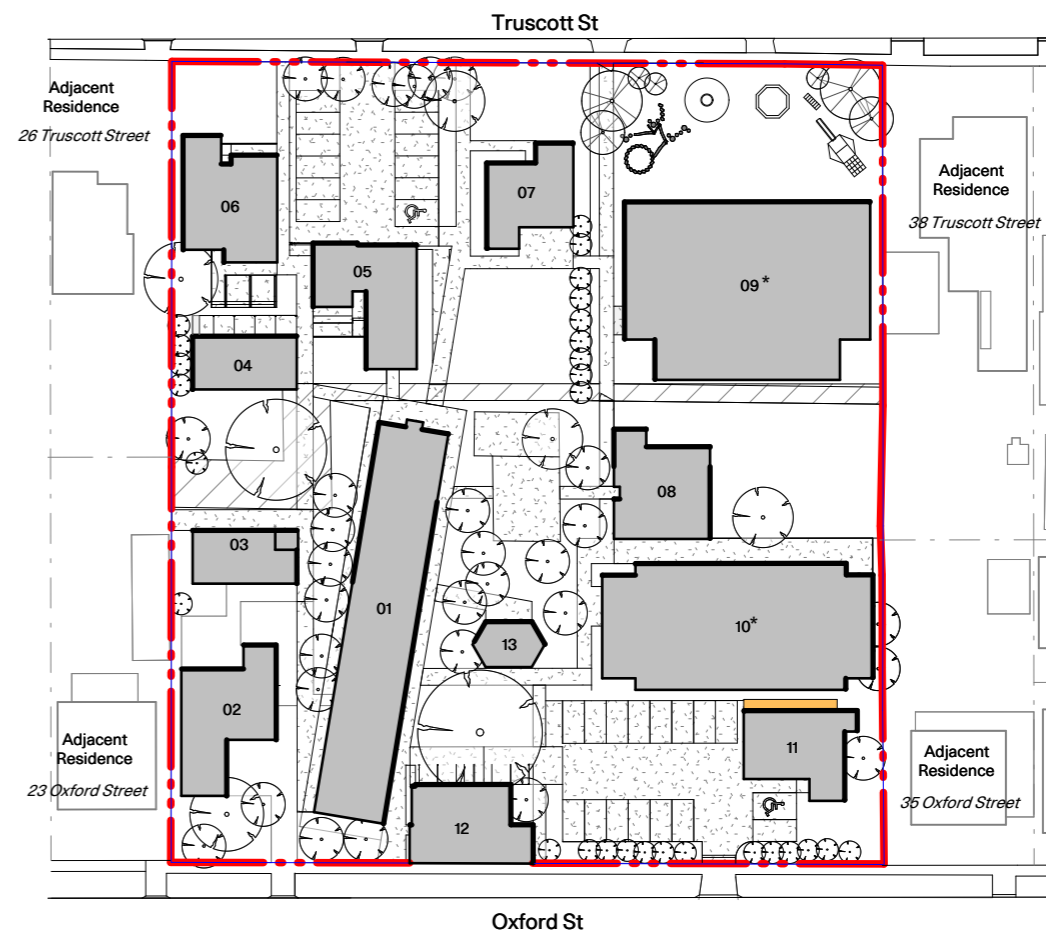 Truscott St
Adjacent
Residence
26 Truscott Street
06
07
Adjacent
Residence
38 Truscott Street
05
09*
04
08
03
01
10*
13
02
11
Adjacent
Residence
23 Oxford Street
Adjacent
Residence
35 Oxford Street
12
Oxford St